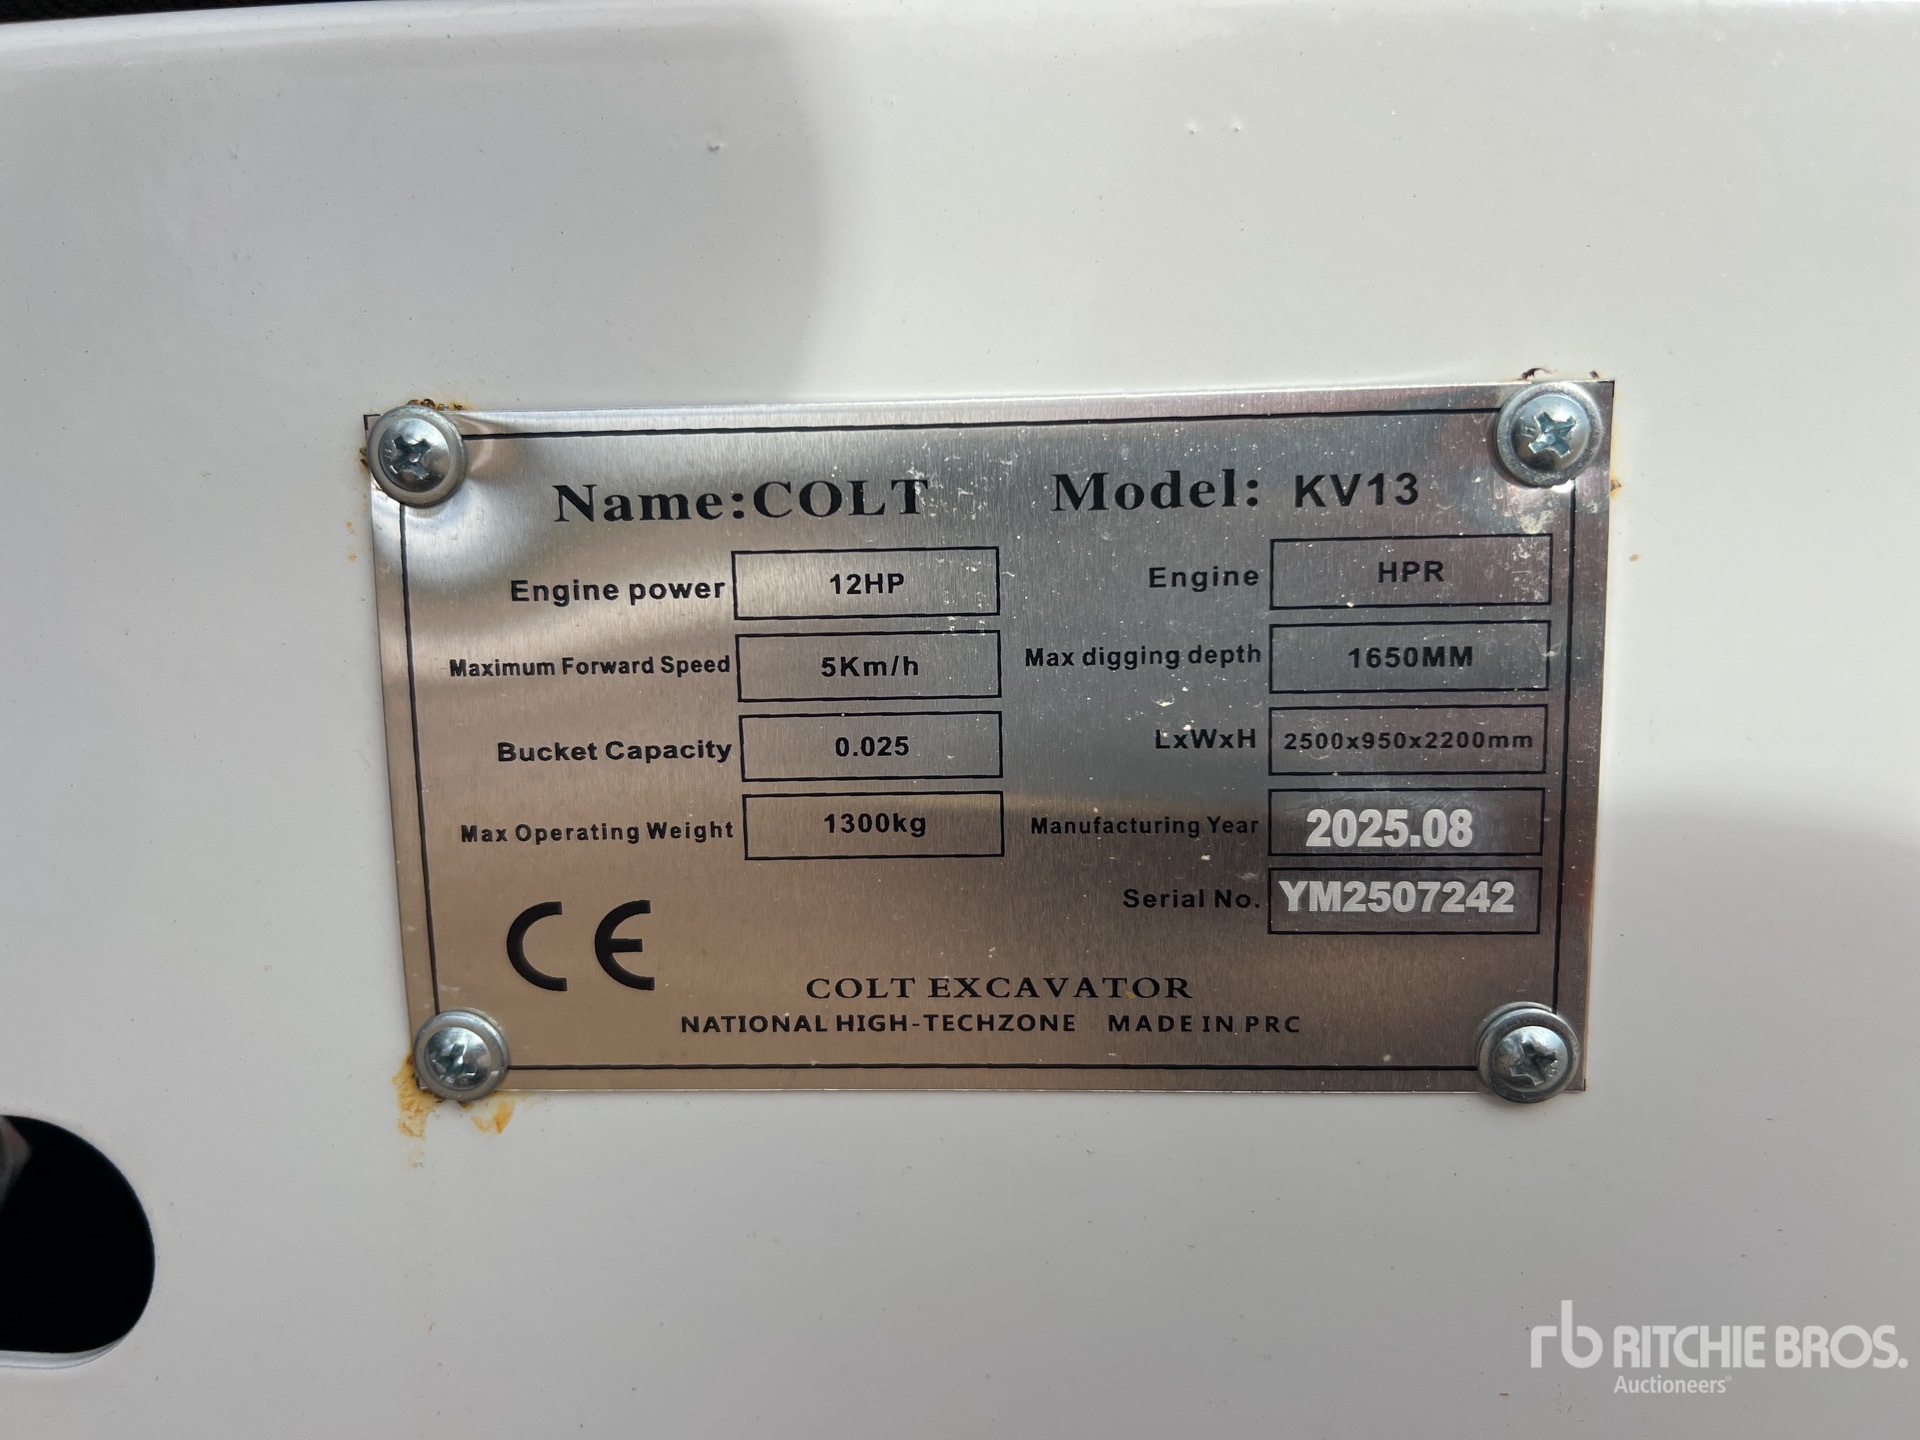 Name:COLT Model: KV13
Engine power 12HP Engine HPR
Maximum Forward Speed 5Km/h Max digging depth 1650MM
Bucket Capacity 0.025 LxWxH 2500x950x2200mm
Max Operating Weight 1300kg Manufacturing Year 2025.08
Serial No. YM2507242
CE
COLT EXCAVATOR
NATIONAL HIGH-TECHZONE MADE IN PRC
rb RITCHIE BROS.
Auctioneers